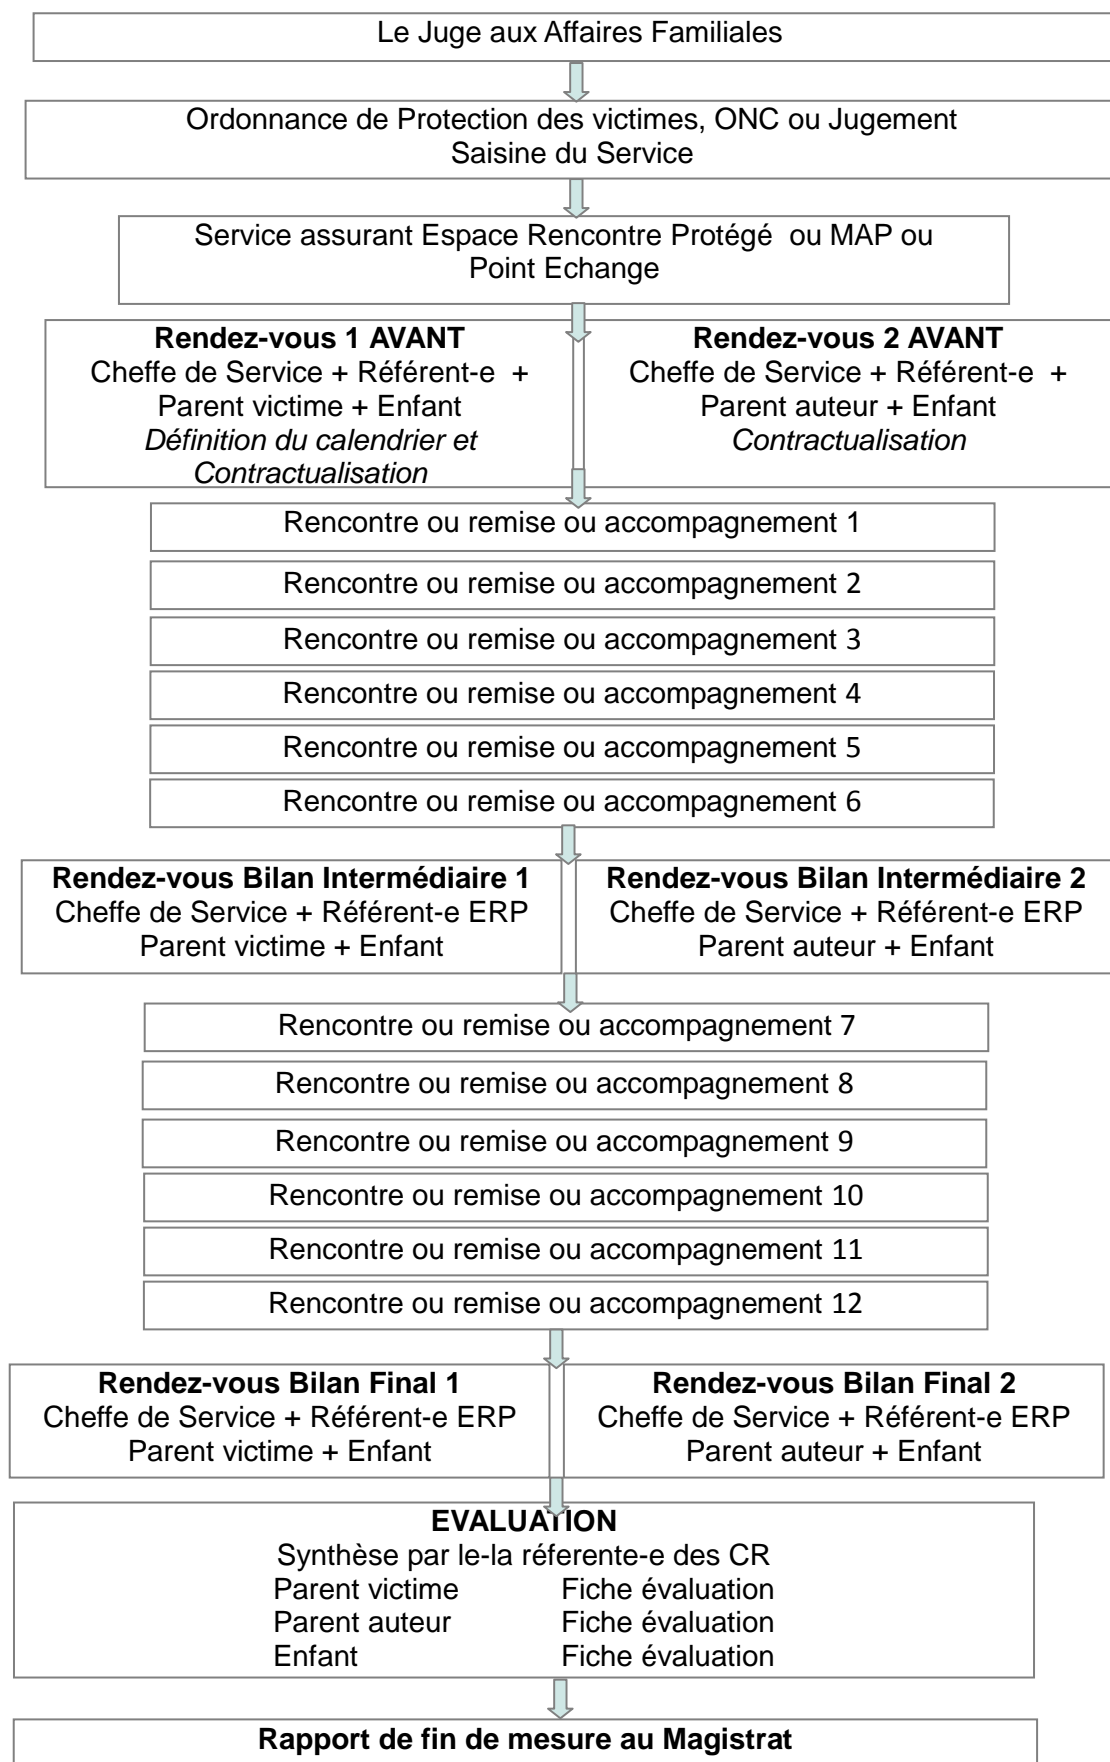 Le Juge aux Affaires Familiales
Ordonnance de Protection des victimes, ONC ou Jugement
Saisine du Service
Service assurant Espace Rencontre Protégé ou MAP ou
Point Echange
Rendez-vous 1 AVANT
Cheffe de Service + Référent-e +
Parent victime + Enfant
Définition du calendrier et
Contractualisation
Rendez-vous 2 AVANT
Cheffe de Service + Référent-e +
Parent auteur + Enfant
Contractualisation
Rencontre ou remise ou accompagnement 1
Rencontre ou remise ou accompagnement 2
Rencontre ou remise ou accompagnement 3
Rencontre ou remise ou accompagnement 4
Rencontre ou remise ou accompagnement 5
Rencontre ou remise ou accompagnement 6
Rendez-vous Bilan Intermédiaire 1
Cheffe de Service + Référent-e ERP
Parent victime + Enfant
Rendez-vous Bilan Intermédiaire 2
Cheffe de Service + Référent-e ERP
Parent auteur + Enfant
Rencontre ou remise ou accompagnement 7
Rencontre ou remise ou accompagnement 8
Rencontre ou remise ou accompagnement 9
Rencontre ou remise ou accompagnement 10
Rencontre ou remise ou accompagnement 11
Rencontre ou remise ou accompagnement 12
Rendez-vous Bilan Final 1
Cheffe de Service + Référent-e ERP
Parent victime + Enfant
Rendez-vous Bilan Final 2
Cheffe de Service + Référent-e ERP
Parent auteur + Enfant
EVALUATION
Synthèse par le-la réferente-e des CR
Parent victime Fiche évaluation
Parent auteur Fiche évaluation
Enfant Fiche évaluation
Rapport de fin de mesure au Magistrat